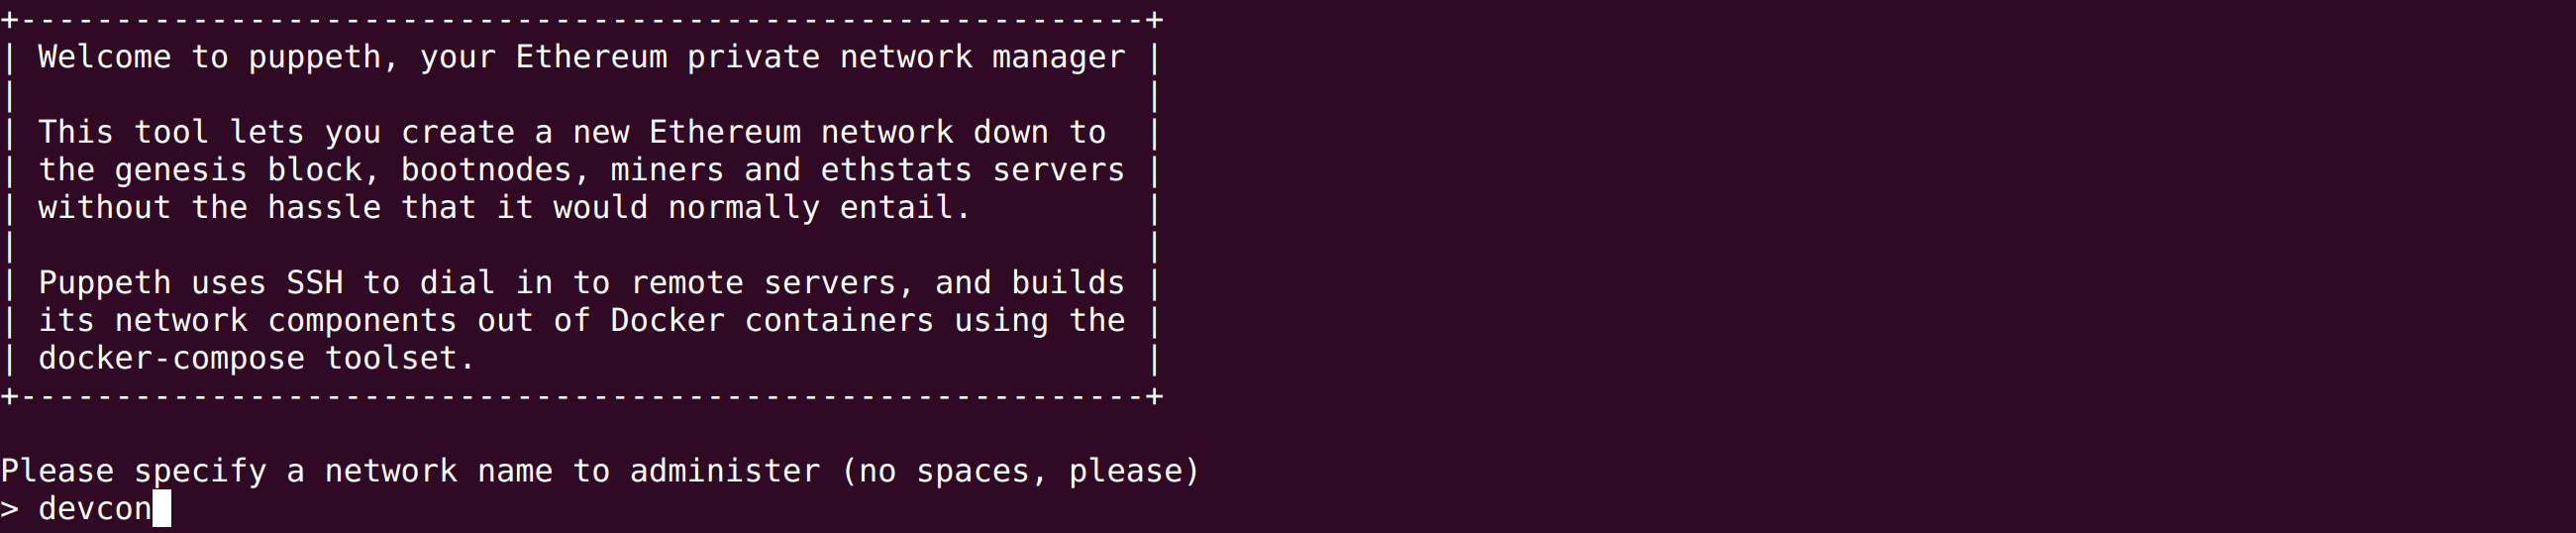 +-----------------------------------------------------------+
| Welcome to puppeth, your Ethereum private network manager |
|                                                           |
| This tool lets you create a new Ethereum network down to  |
| the genesis block, bootnodes, miners and ethstats servers |
| without the hassle that it would normally entail.         |
|                                                           |
| Puppeth uses SSH to dial in to remote servers, and builds |
| its network components out of Docker containers using the |
| docker-compose toolset.                                   |
+-----------------------------------------------------------+
Please specify a network name to administer (no spaces, please)
> devcon